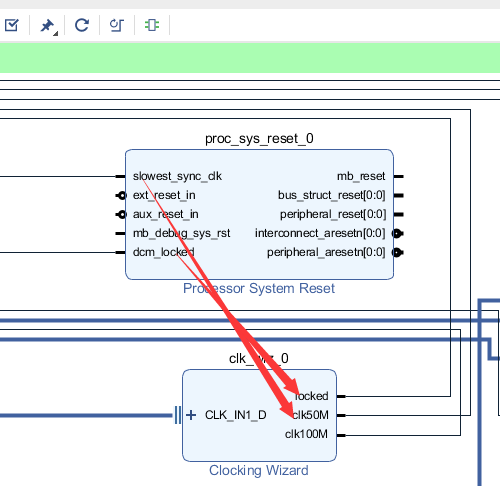 proc_sys_reset_0
slowest_sync_clk
mb_reset
ext_reset_in
bus_struct_reset[0:0]
aux_reset_in
peripheral_reset[0:0]
mb_debug_sys_rst
interconnect_aresetn[0:0]
dcm_locked
peripheral_aresetn[0:0]
Processor System Reset
clk_wiz_0
locked
CLK_IN1_D
clk50M
clk100M
Clocking Wizard